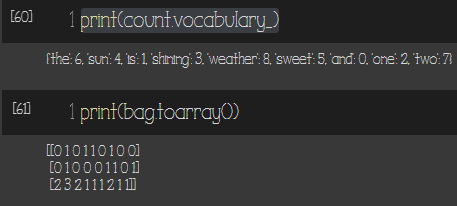 [60] 1 print(count.vocabulary_)
{'the': 6, 'sun': 4, 'is': 1, 'shining': 3, 'weather': 8, 'sweet': 5, 'and': 0, 'one': 2, 'two': 7}
[61] 1 print(bag.toarray())
[[0 1 0 1 1 0 1 0 0]
[0 1 0 0 0 1 1 0 1]
[2 3 2 1 1 1 2 1 1]]